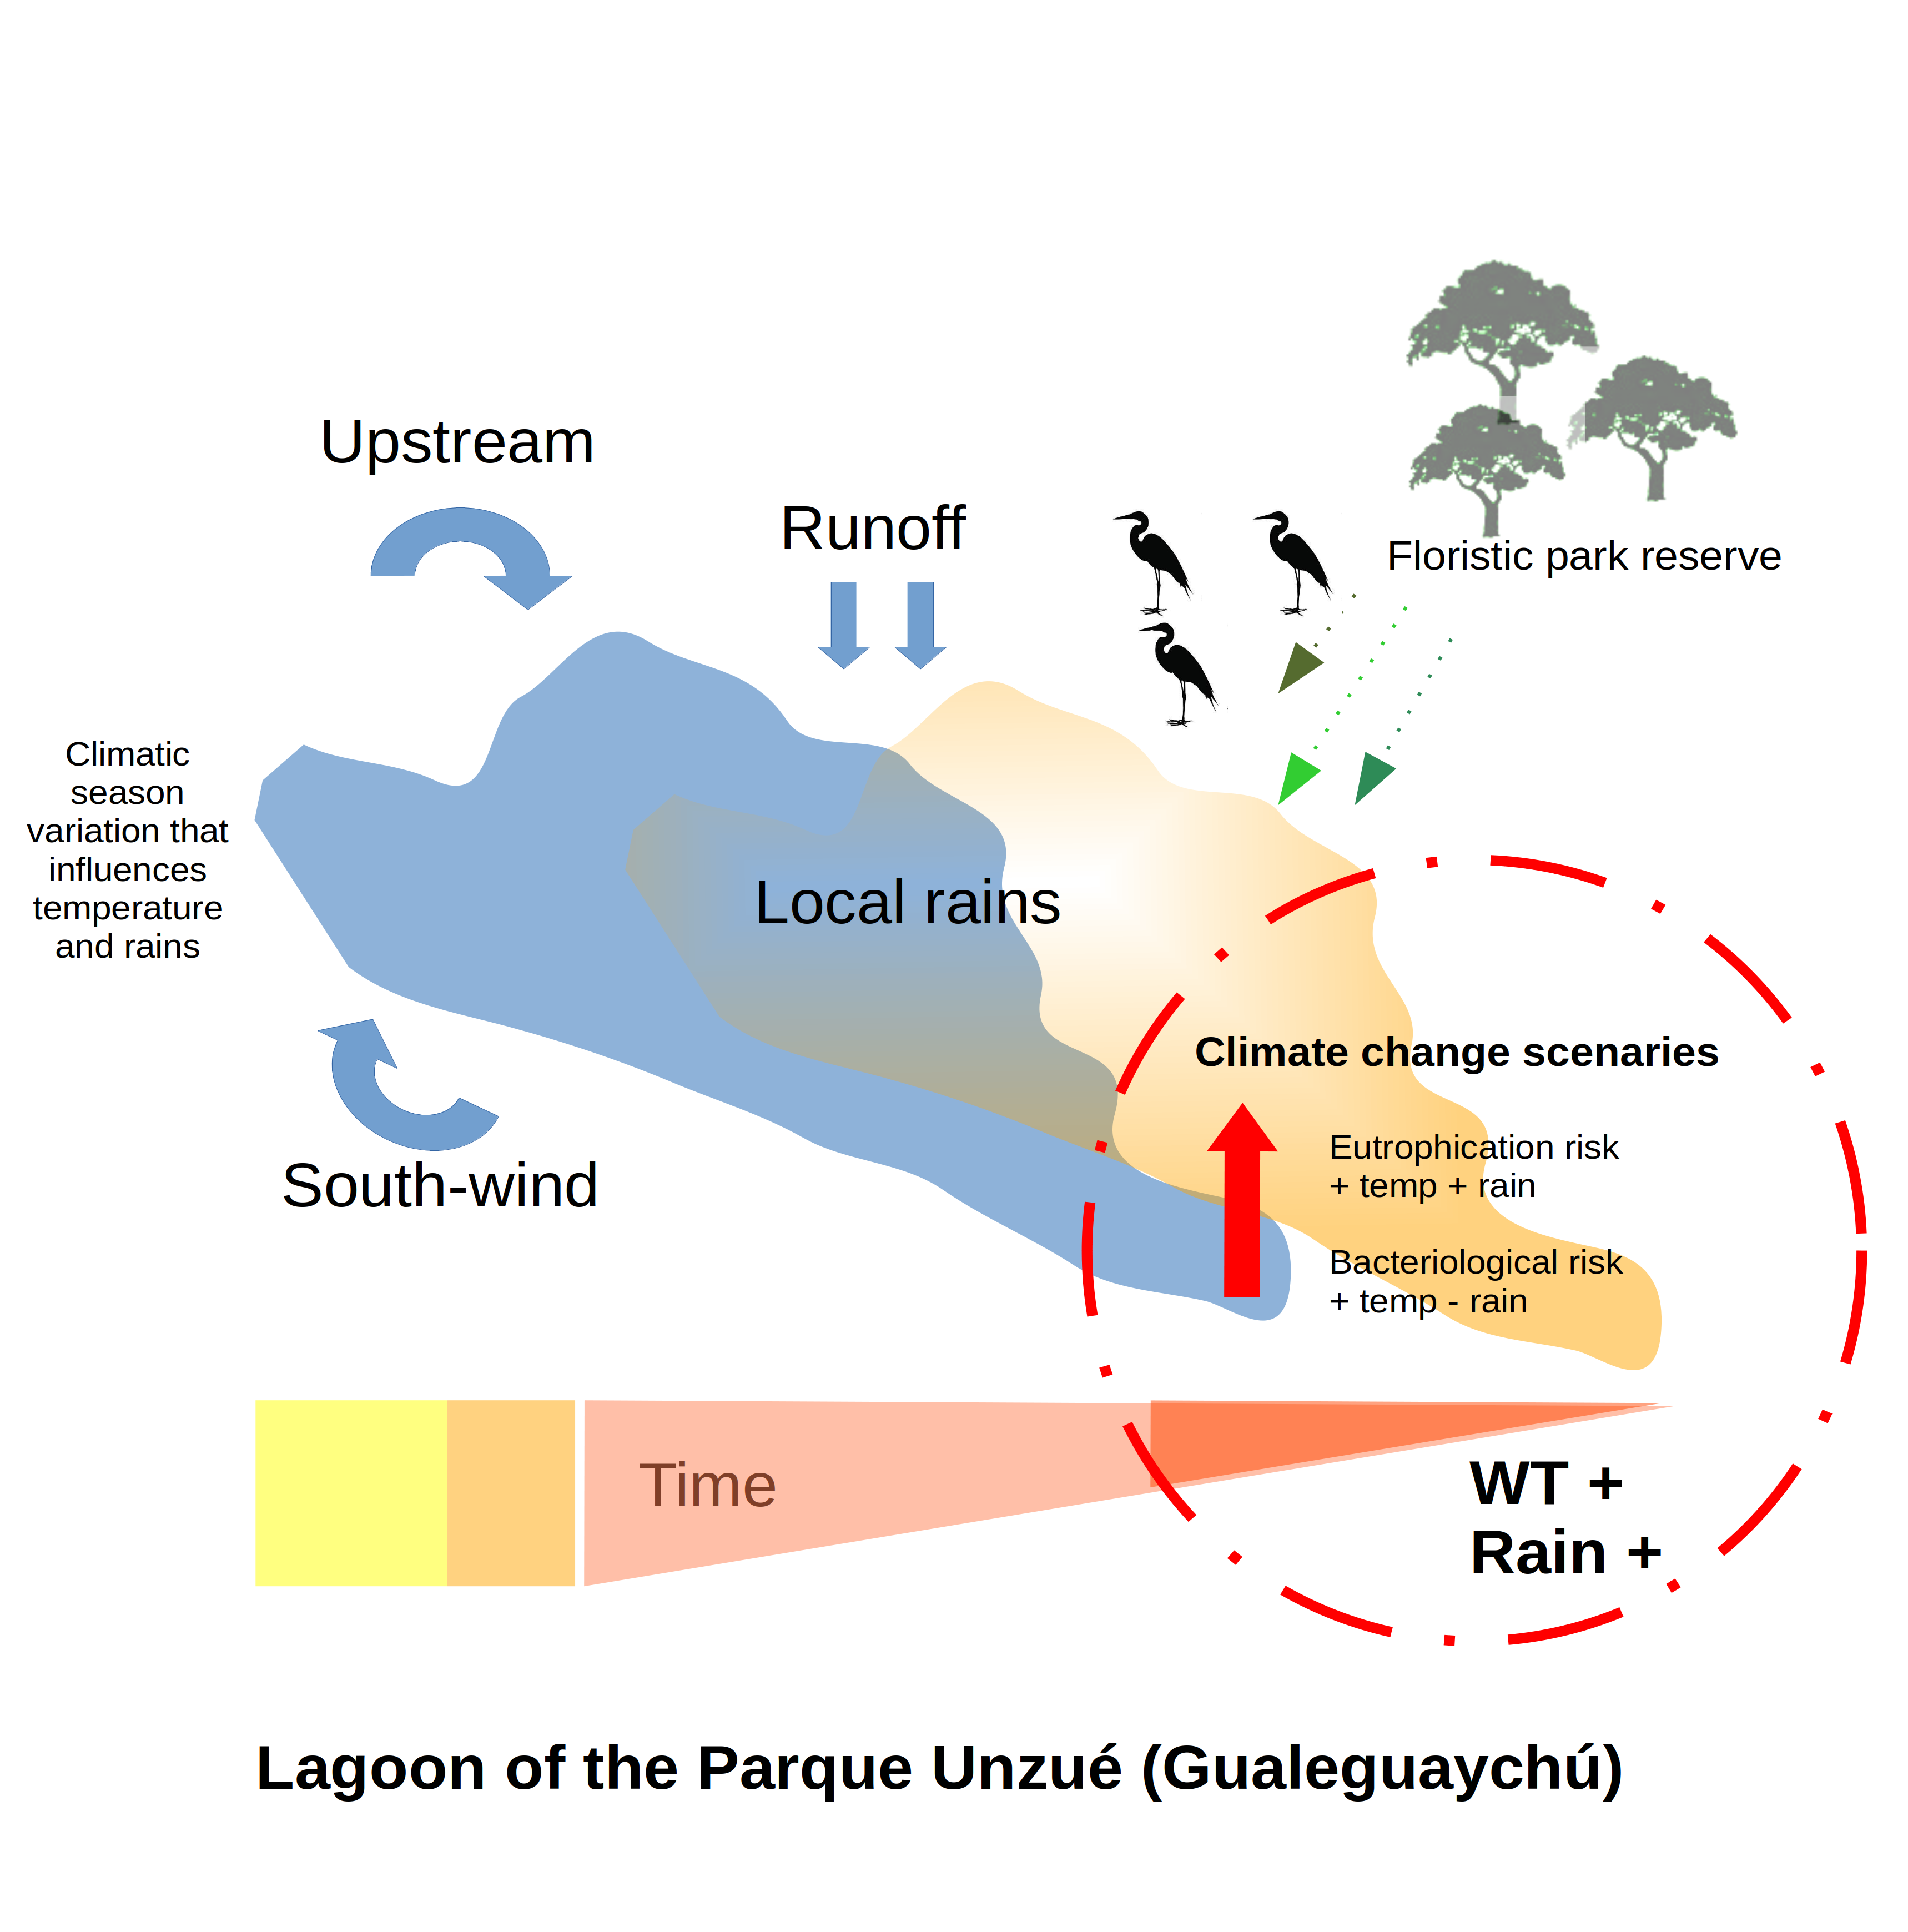 Upstream
Runoff
Floristic park reserve
Climatic
season
variation that
influences
temperature
and rains
Local rains
Climate change scenaries
Eutrophication risk
+ temp + rain
South-wind
Bacteriological risk
+ temp - rain
Time
WT +
Rain +
Lagoon of the Parque Unzué (Gualeguaychú)